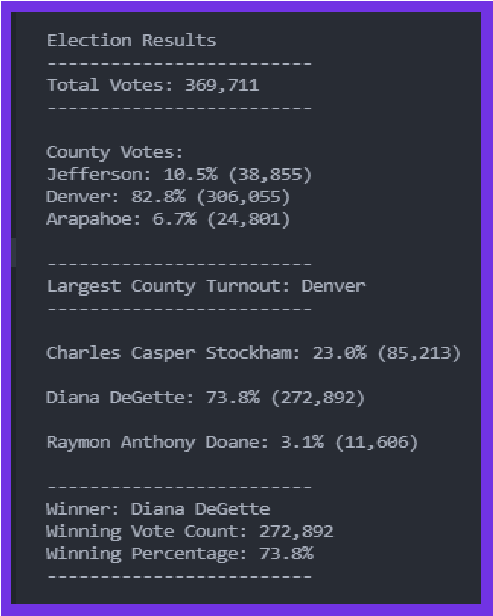 Election Results
-------------------------
Total Votes: 369,711
-------------------------
County Votes:
Jefferson: 10.5% (38,855)
Denver: 82.8% (306,055)
Arapahoe: 6.7% (24,801)
-------------------------
Largest County Turnout: Denver
-------------------------
Charles Casper Stockham: 23.0% (85,213)
Diana DeGette: 73.8% (272,892)
Raymon Anthony Doane: 3.1% (11,606)
-------------------------
Winner: Diana DeGette
Winning Vote Count: 272,892
Winning Percentage: 73.8%
-------------------------